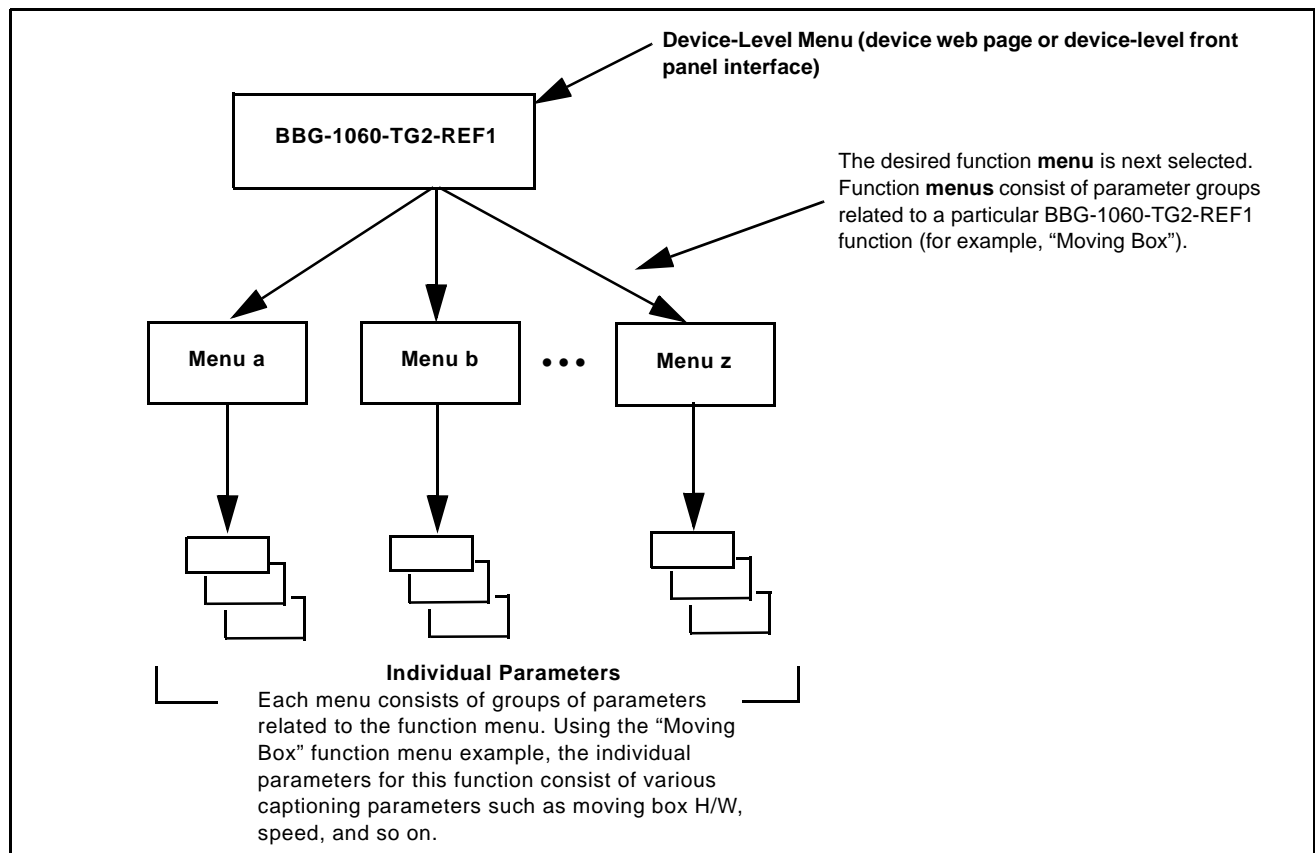 Device-Level Menu (device web page or device-level front
panel interface)
BBG-1060-TG2-REF1
The desired function menu is next selected.
Function menus consist of parameter groups
related to a particular BBG-1060-TG2-REF1
function (for example, “Moving Box”).
Menu a
Menu b
•••
Menu z
Individual Parameters
Each menu consists of groups of parameters
related to the function menu. Using the “Moving
Box” function menu example, the individual
parameters for this function consist of various
captioning parameters such as moving box H/W,
speed, and so on.